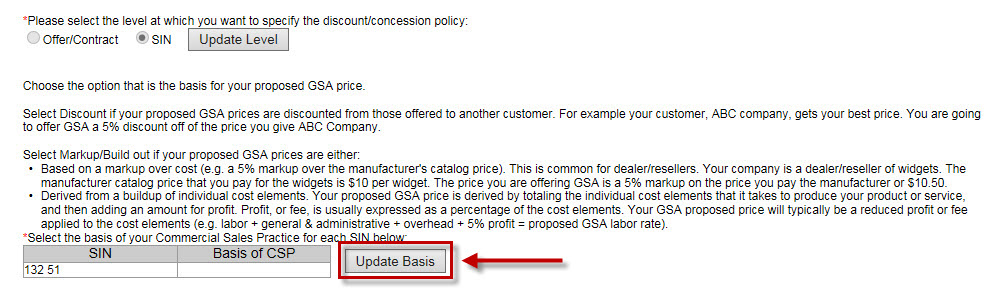 *Please select the level at which you want to specify the discount/concession policy:
Offer/Contract SIN Update Level
Choose the option that is the basis for your proposed GSA price.
Select Discount if your proposed GSA prices are discounted from those offered to another customer. For example your customer, ABC company, gets your best price. You are going
to offer GSA a 5% discount off of the price you give ABC Company.
Select Markup/Build out if your proposed GSA prices are either:
• Based on a markup over cost (e.g. a 5% markup over the manufacturer's catalog price). This is common for dealer/resellers. Your company is a dealer/reseller of widgets. The
manufacturer catalog price that you pay for the widgets is $10 per widget. The price you are offering GSA is a 5% markup on the price you pay the manufacturer or $10.50.
• Derived from a buildup of individual cost elements. Your proposed GSA price is derived by totaling the individual cost elements that it takes to produce your product or service,
and then adding an amount for profit. Profit, or fee, is usually expressed as a percentage of the cost elements. Your GSA proposed price will typically be a reduced profit or fee
applied to the cost elements (e.g. labor + general & administrative + overhead + 5% profit = proposed GSA labor rate).
*Select the basis of your Commercial Sales Practice for each SIN below:
SIN Basis of CSP
Update Basis
132 51